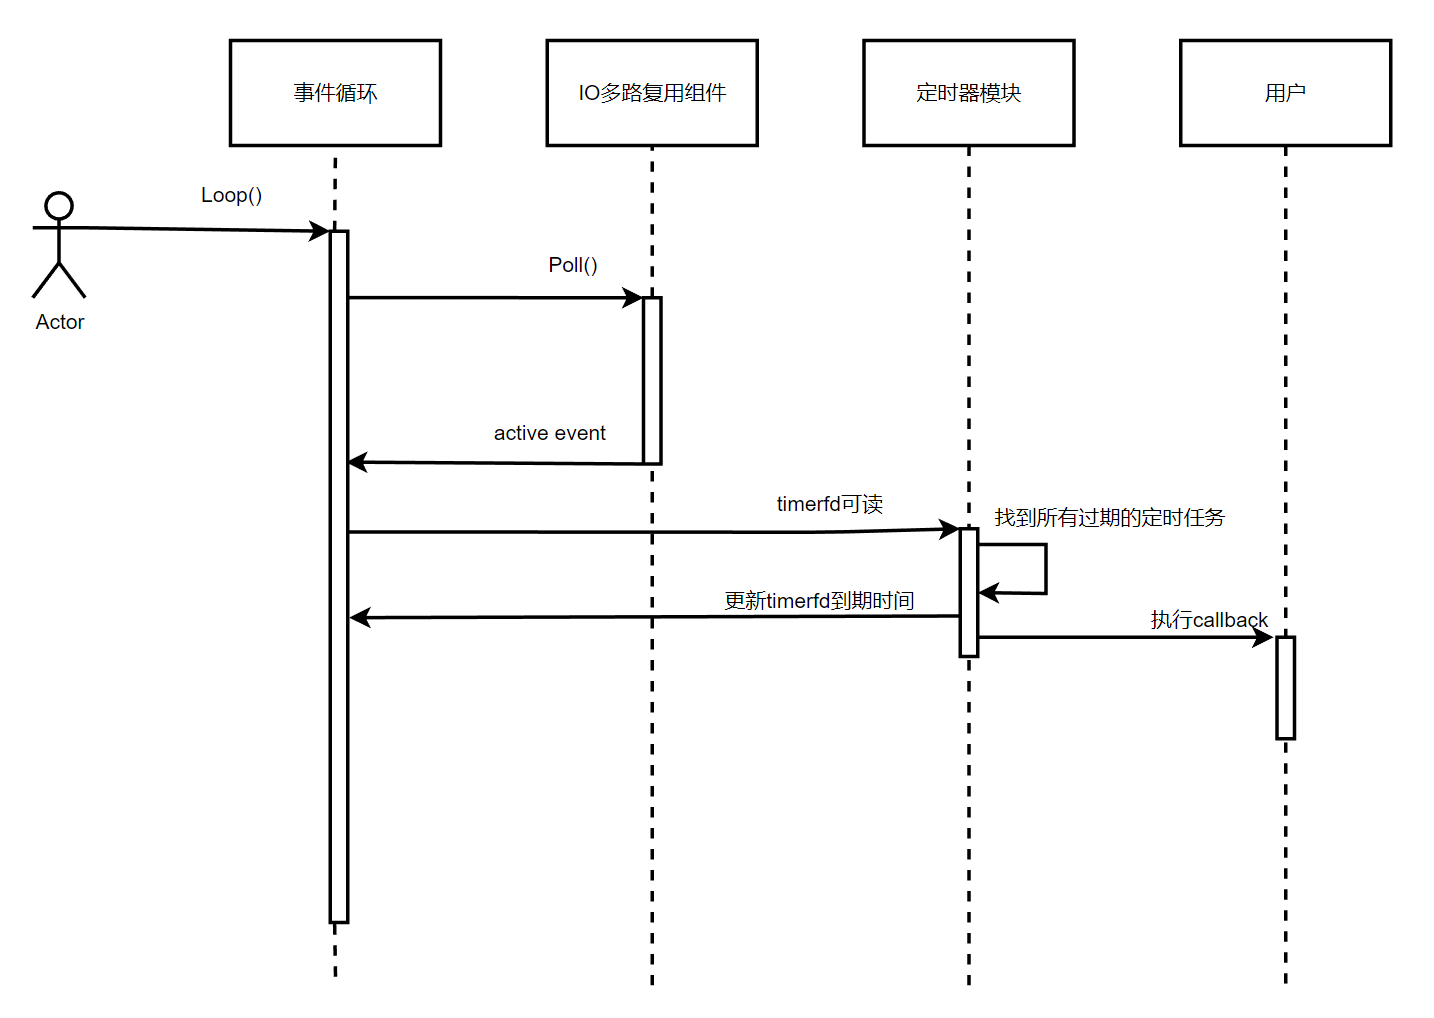 事件循环
IO多路复用组件
定时器模块
用户
Loop()
Actor
Poll()
active event
timerfd可读
找到所有过期的定时任务
更新timerfd到期时间
执行callback